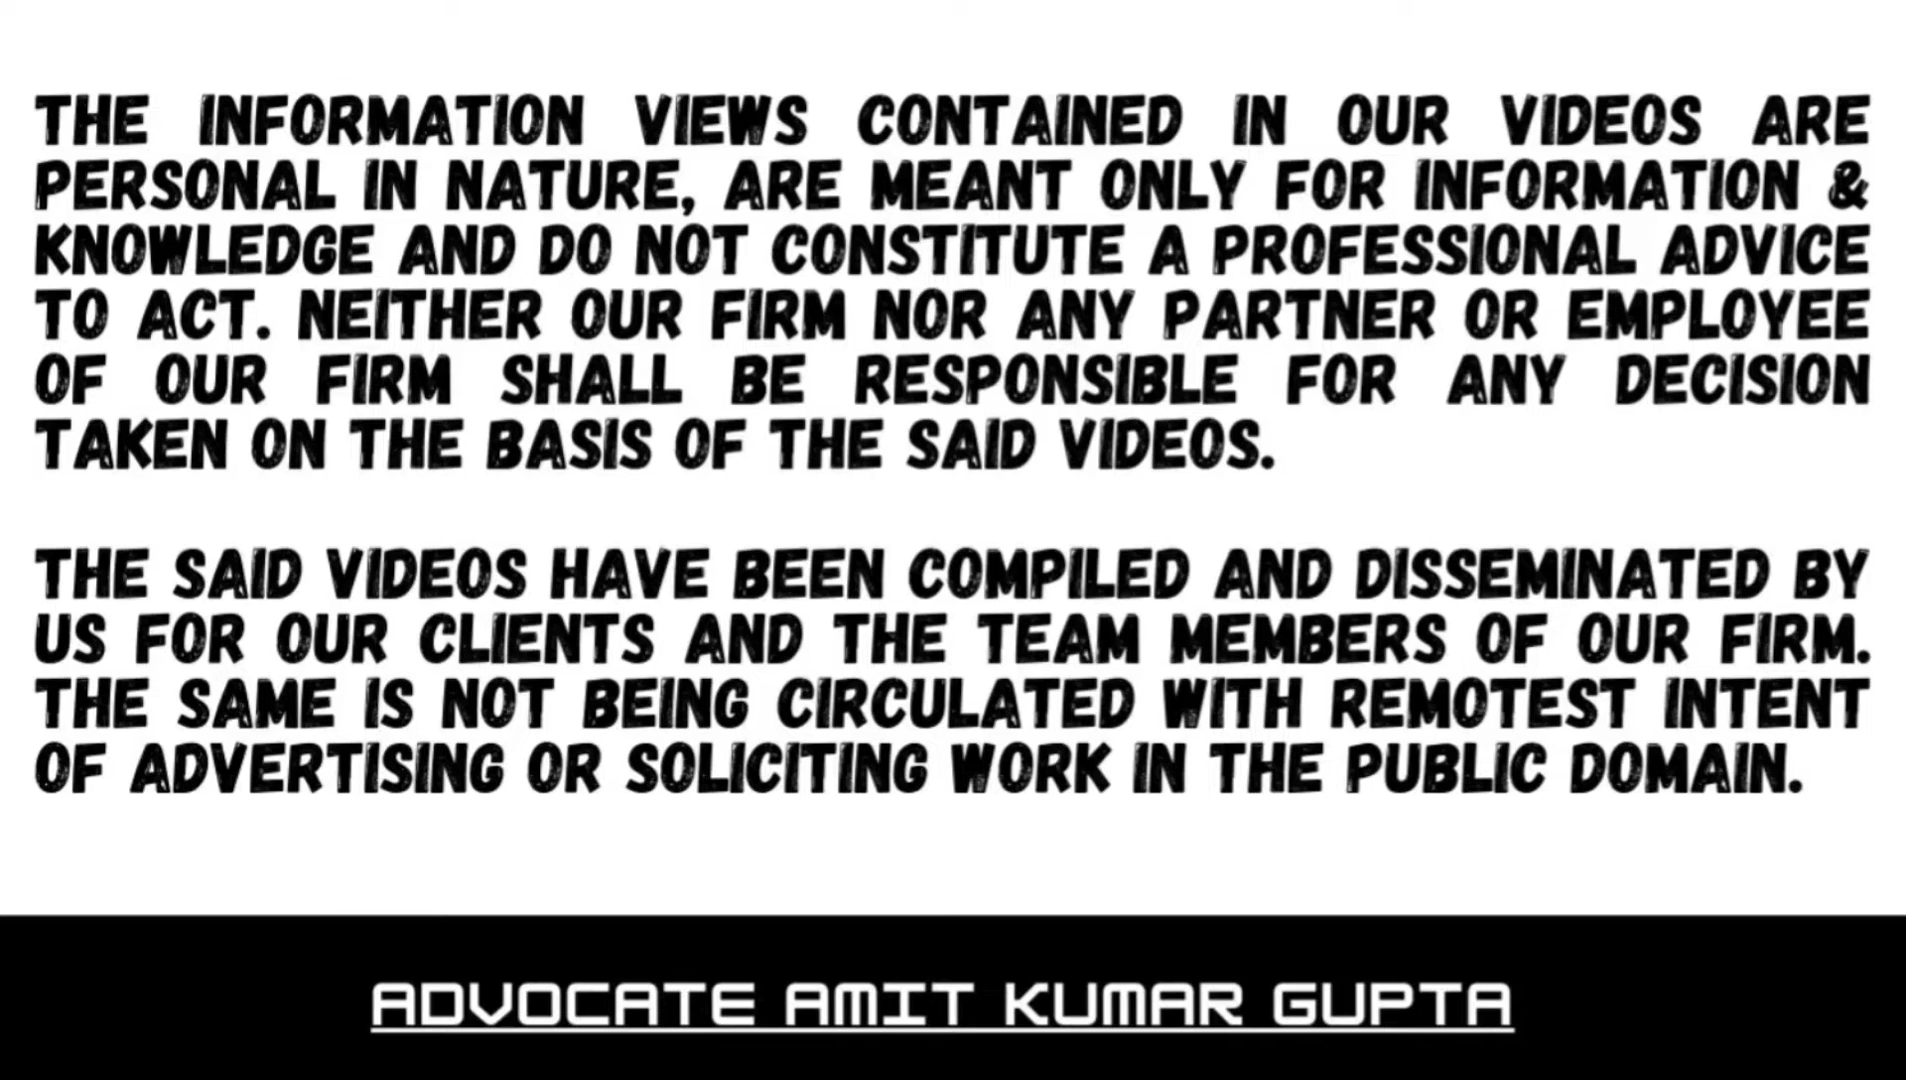 THE INFORMATION VIEWS CONTAINED IN OUR VIDEOS ARE
PERSONAL IN NATURE, ARE MEANT ONLY FOR INFORMATION &
KNOWLEDGE AND DO NOT CONSTITUTE A PROFESSIONAL ADVICE
TO ACT. NEITHER OUR FIRM NOR ANY PARTNER OR EMPLOYEE
OF OUR FIRM SHALL BE RESPONSIBLE FOR ANY DECISION
TAKEN ON THE BASIS OF THE SAID VIDEOS.
THE SAID VIDEOS HAVE BEEN COMPILED AND DISSEMINATED BY
US FOR OUR CLIENTS AND THE TEAM MEMBERS OF OUR FIRM.
THE SAME IS NOT BEING CIRCULATED WITH REMOTEST INTENT
OF ADVERTISING OR SOLICITING WORK IN THE PUBLIC DOMAIN.
ADVOCATE AMIT KUMAR GUPTA